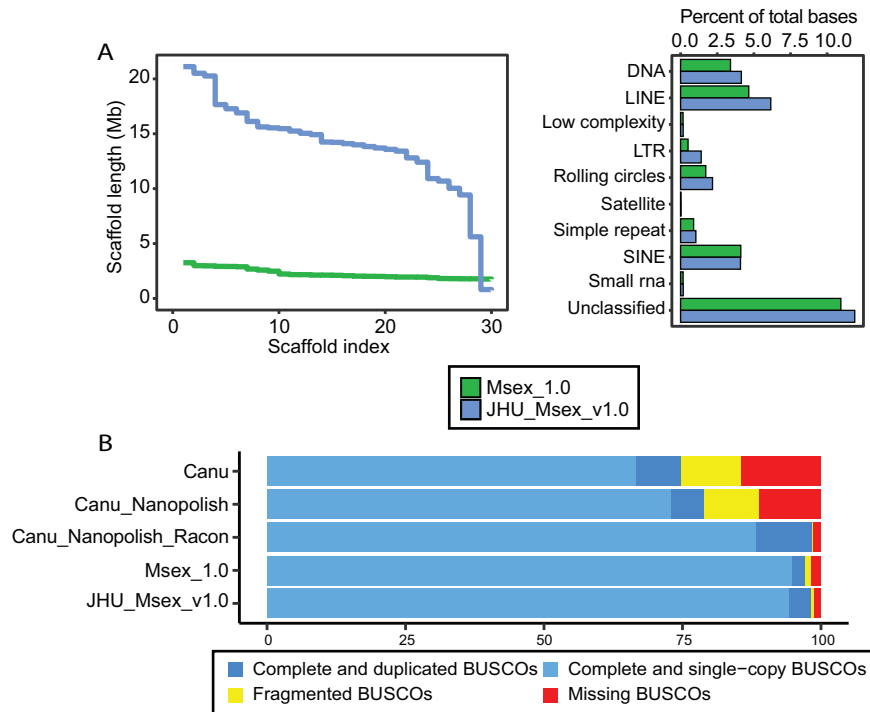 A
Scaffold length (Mb)
20
15
10
5
0
0
10
20
30
Scaffold index
Percent of total bases
0.0
2.5
5.0
7.5
10.0
DNA
LINE
Low complexity
LTR
Rolling circles
Satellite
Simple repeat
SINE
Small rna
Unclassified
Msex_1.0
JHU_Msex_v1.0
B
Canu
Canu_Nanopolish
Canu_Nanopolish_Racon
Msex_1.0
JHU_Msex_v1.0
0
25
50
75
100
Complete and duplicated BUSCOs
Complete and single−copy BUSCOs
Fragmented BUSCOs
Missing BUSCOs